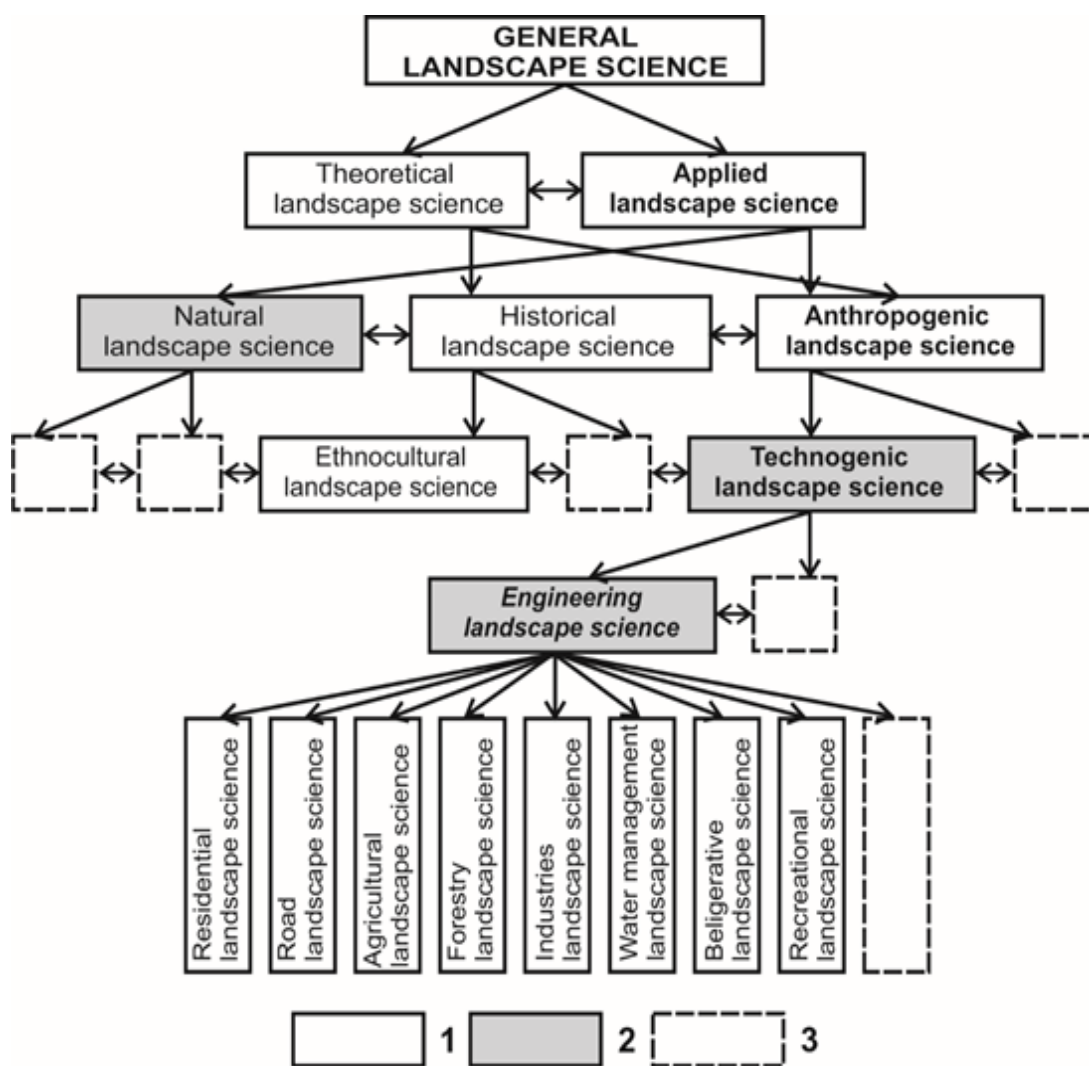 GENERAL
LANDSCAPE SCIENCE
Theoretical
landscape science
Applied
landscape science
Natural
landscape science
Historical
landscape science
Anthropogenic
landscape science
Ethnocultural
landscape science
Technogenic
landscape science
Engineering
landscape science
Residential
landscape science
Road
landscape science
Agricultural
landscape science
Forestry
landscape science
Industries
landscape science
Water management
landscape science
Beligerative
landscape science
Recreational
landscape science
1
2
3